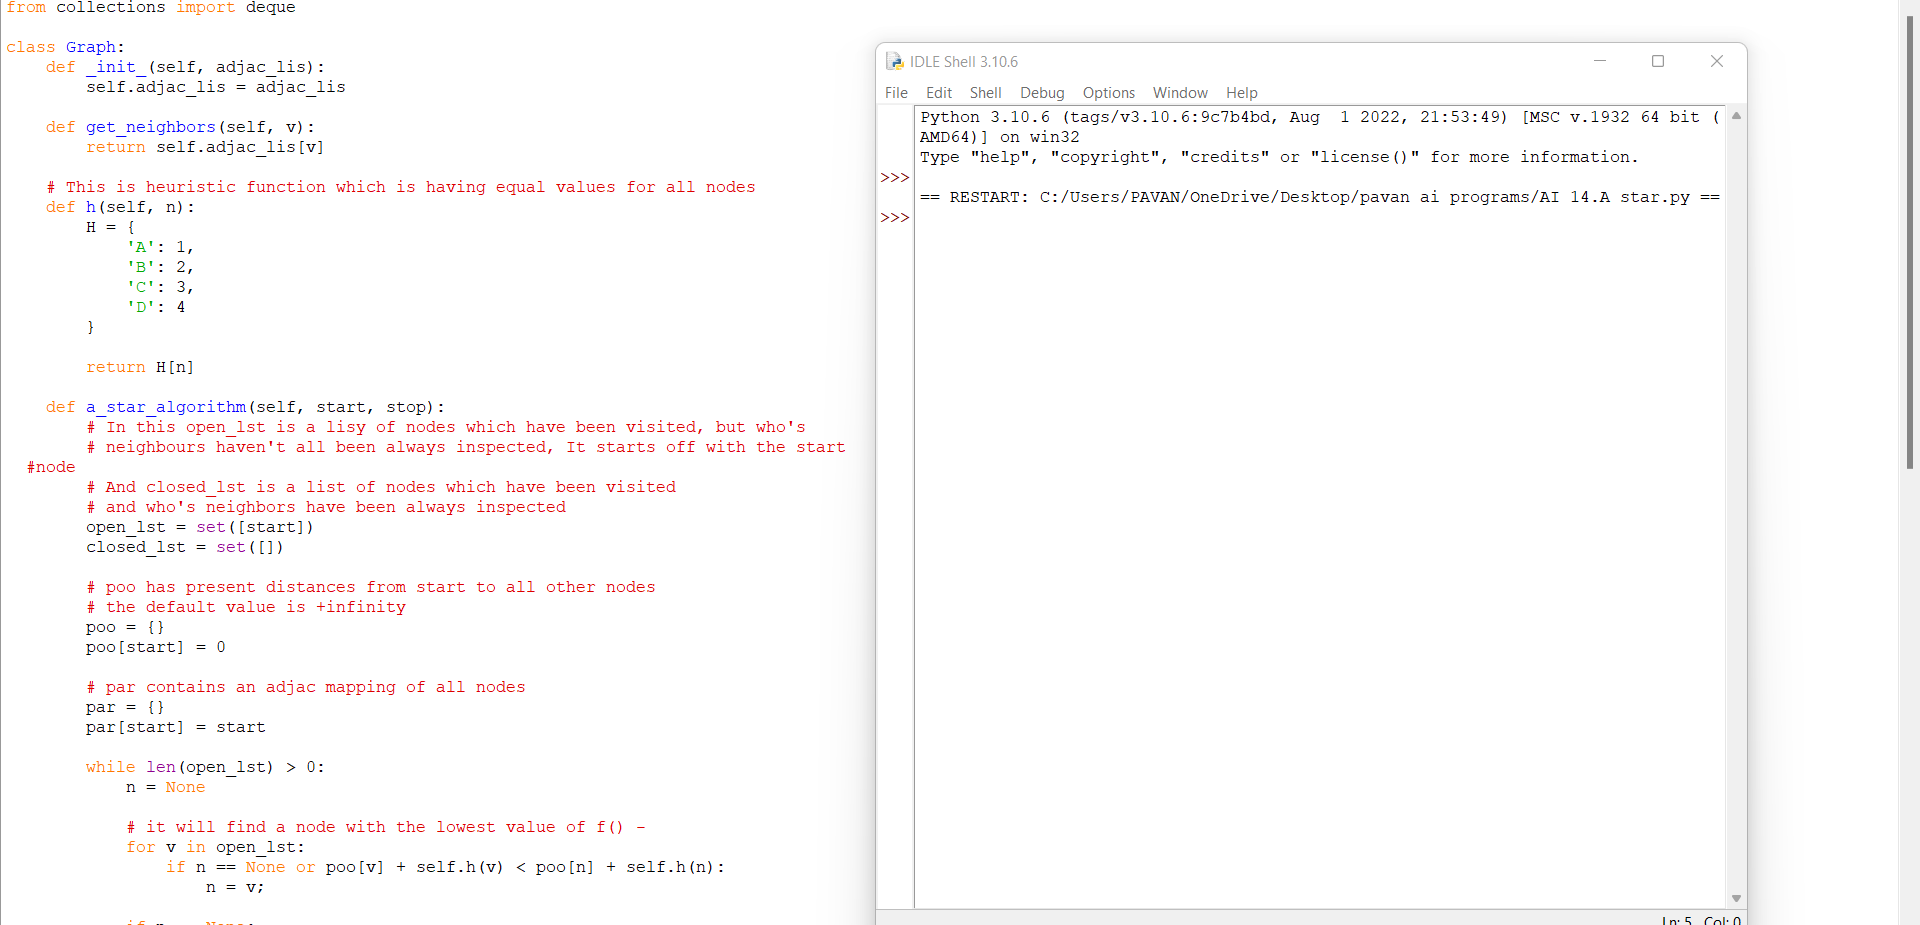 from collections import deque
class Graph:
    def _init_(self, adjac_lis):
        self.adjac_lis = adjac_lis
    def get_neighbors(self, v):
        return self.adjac_lis[v]
    # This is heuristic function which is having equal values for all nodes
    def h(self, n):
        H = {
            'A': 1,
            'B': 2,
            'C': 3,
            'D': 4
        }
        return H[n]
    def a_star_algorithm(self, start, stop):
        # In this open_lst is a lisy of nodes which have been visited, but who's
        # neighbours haven't all been always inspected, It starts off with the start
  #node
        # And closed_lst is a list of nodes which have been visited
        # and who's neighbors have been always inspected
        open_lst = set([start])
        closed_lst = set([])
        # poo has present distances from start to all other nodes
        # the default value is +infinity
        poo = {}
        poo[start] = 0
        # par contains an adjac mapping of all nodes
        par = {}
        par[start] = start
        while len(open_lst) > 0:
            n = None
            # it will find a node with the lowest value of f() -
            for v in open_lst:
                if n == None or poo[v] + self.h(v) < poo[n] + self.h(n):
                    n = v;
IDLE Shell 3.10.6
File Edit Shell Debug Options Window Help
Python 3.10.6 (tags/v3.10.6:9c7b4bd, Aug  1 2022, 21:53:49) [MSC v.1932 64 bit (
AMD64)] on win32
Type "help", "copyright", "credits" or "license()" for more information.
>>>
== RESTART: C:/Users/PAVAN/OneDrive/Desktop/pavan ai programs/AI 14.A star.py ==
>>>
Ln: 5 Col: 0